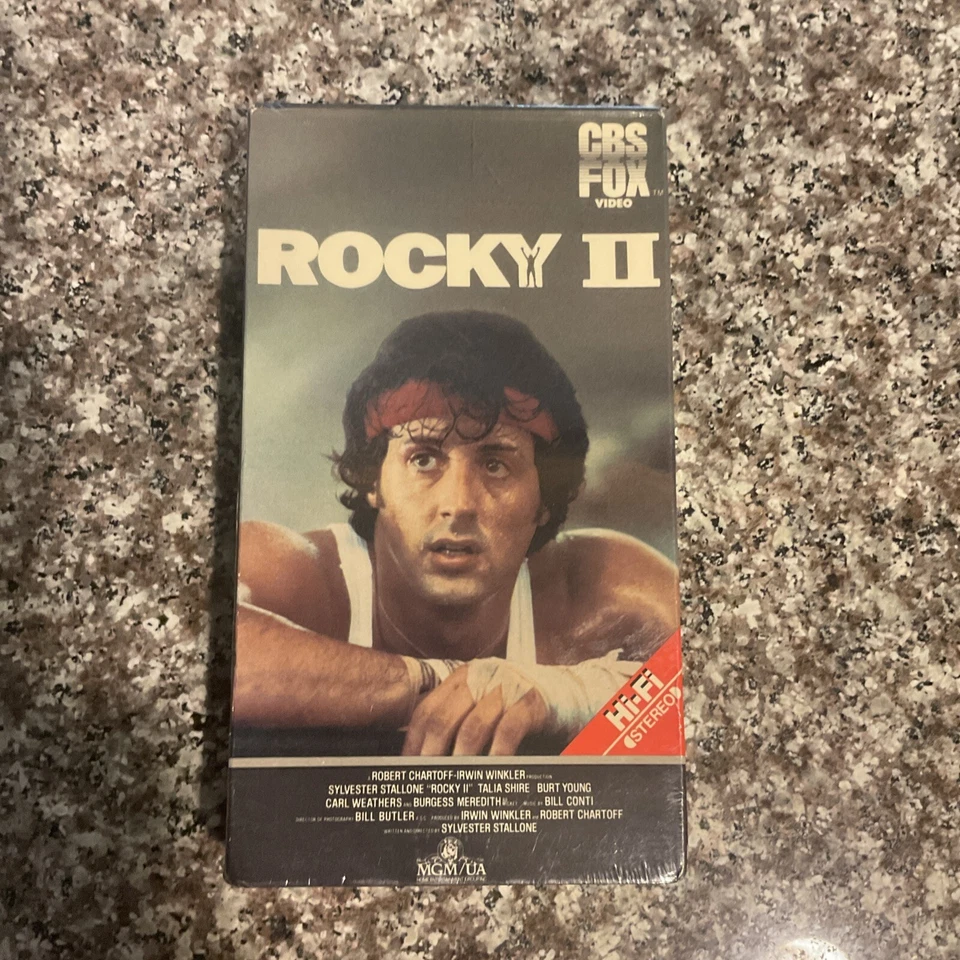 CBS
FOX
VIDEO
ROCKY II
Hi-Fi
STEREO
A ROBERT CHARTOFF-IRWIN WINKLER PRODUCTION
SYLVESTER STALLONE "ROCKY II" TALIA SHIRE BURT YOUNG
CARL WEATHERS AND BURGESS MEREDITH MUSIC BY BILL CONTI
DIRECTOR OF PHOTOGRAPHY BILL BUTLER PRODUCED BY IRWIN WINKLER AND ROBERT CHARTOFF
WRITTEN AND DIRECTED BY SYLVESTER STALLONE
MGM/UA